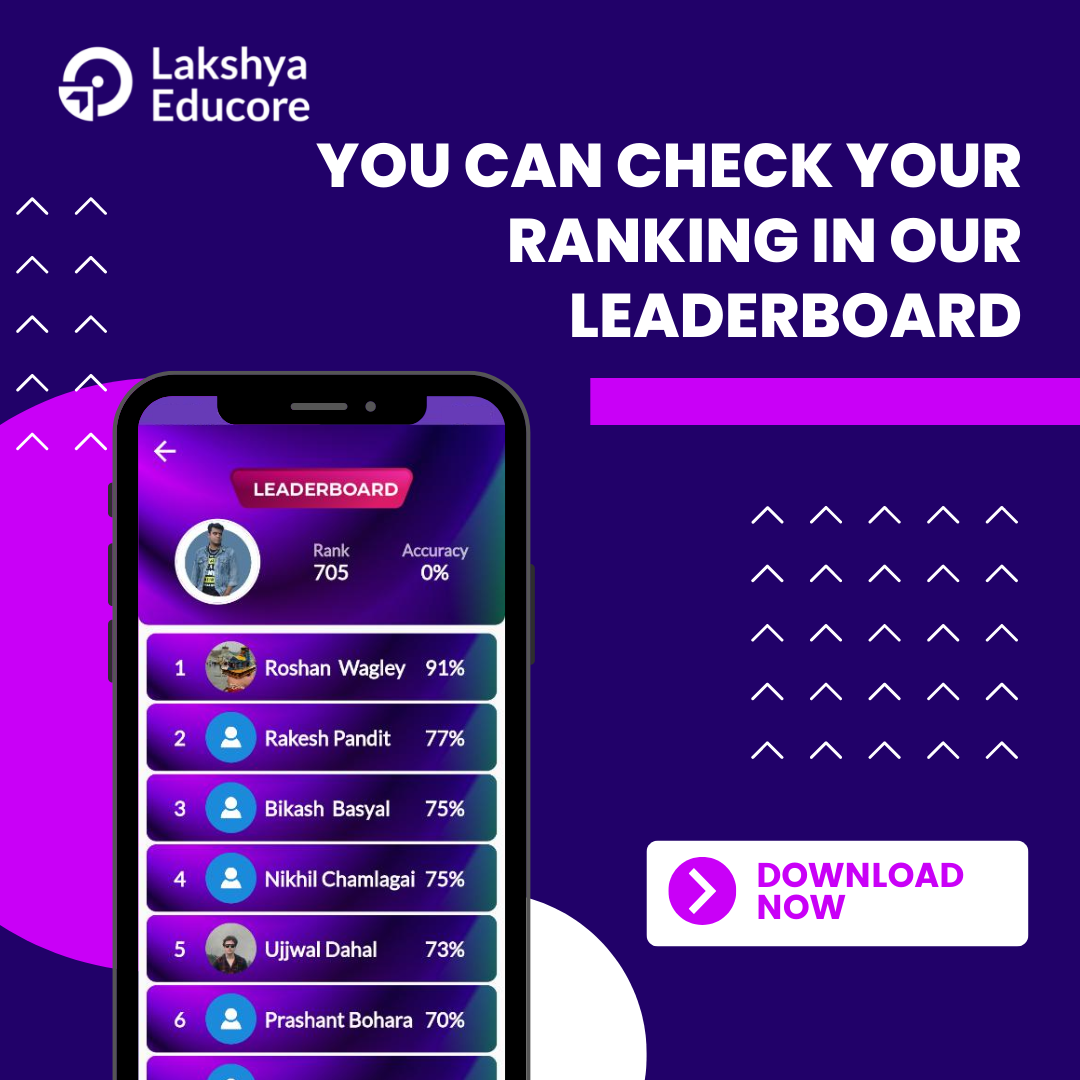 Lakshya
Educore
YOU CAN CHECK YOUR
RANKING IN OUR
LEADERBOARD
LEADERBOARD
Rank Accuracy
705 0%
1 Roshan Wagley 91%
2 Rakesh Pandit 77%
3 Bikash Basyal 75%
4 Nikhil Chamlagai 75%
5 Ujjwal Dahal 73%
6 Prashant Bohara 70%
DOWNLOAD
NOW